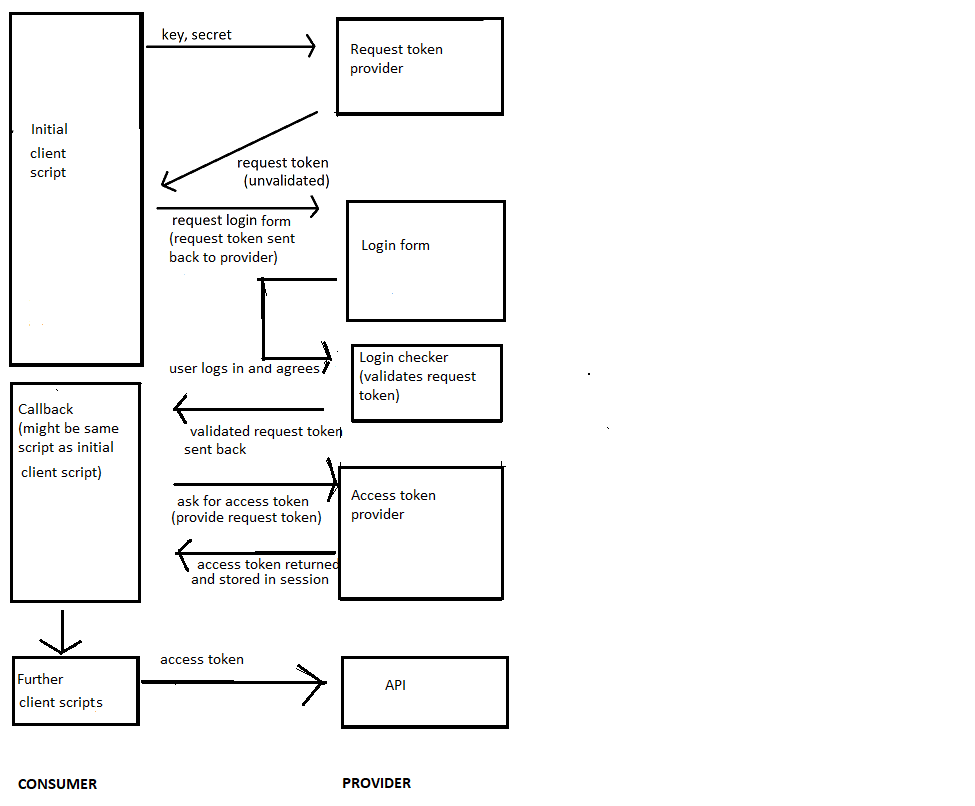 key, secret
Request token
provider
Initial
client
script
request token
(unvalidated)
request login form
(request token sent
back to provider)
Login form
user logs in and agrees
Login checker
(validates request
token)
Callback
(might be same
script as initial
client script)
validated request token
sent back
ask for access token
(provide request token)
Access token
provider
access token returned
and stored in session
Further
client scripts
access token
API
CONSUMER
PROVIDER